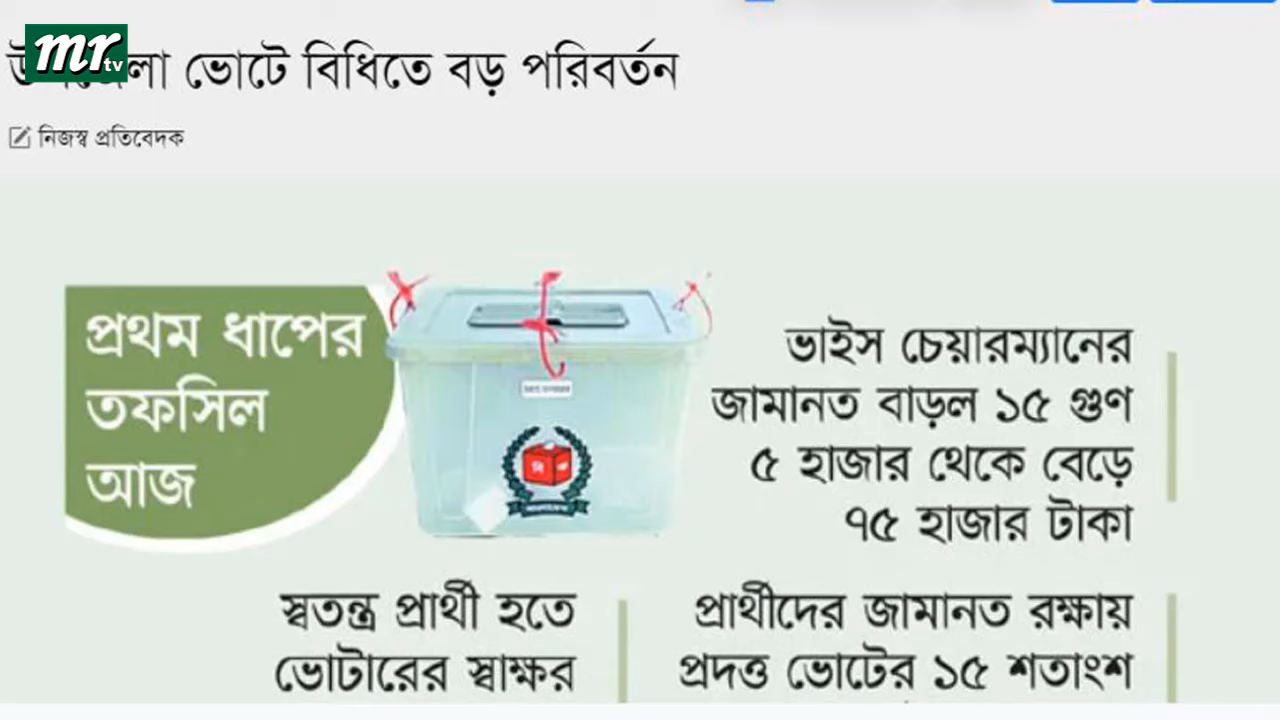 mr
tv
ভোটে বিধিতে বড় পরিবর্তন
নিজস্ব প্রতিবেদক
প্রথম ধাপের
তফসিল
আজ
ভাইস চেয়ারম্যানের
জামানত বাড়ল ১৫ গুণ
৫ হাজার থেকে বেড়ে
৭৫ হাজার টাকা
স্বতন্ত্র প্রার্থী হতে
ভোটারের স্বাক্ষর
প্রার্থীদের জামানত রক্ষায়
প্রদত্ত ভোটের ১৫ শতাংশ